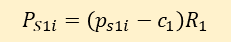 P_{S1i} = (p_{s1i} − c_1)R_1